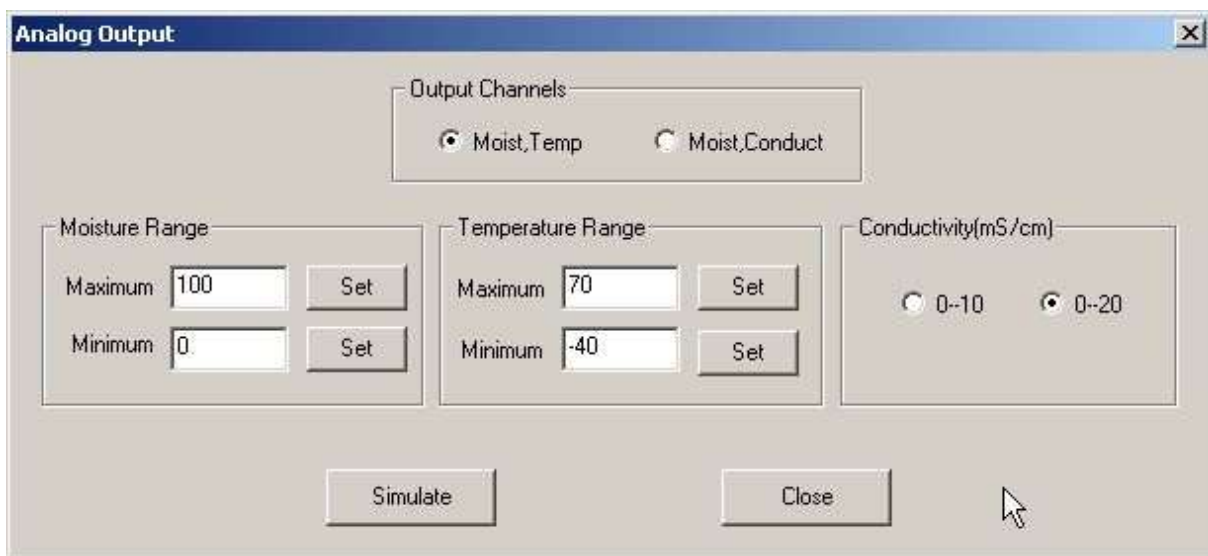 Analog Output
Output Channels
Moist,Temp Moist,Conduct
Moisture Range
Maximum 100 Set
Minimum 0 Set
Temperature Range
Maximum 70 Set
Minimum -40 Set
Conductivity(mS/cm)
0--10 0--20
Simulate Close